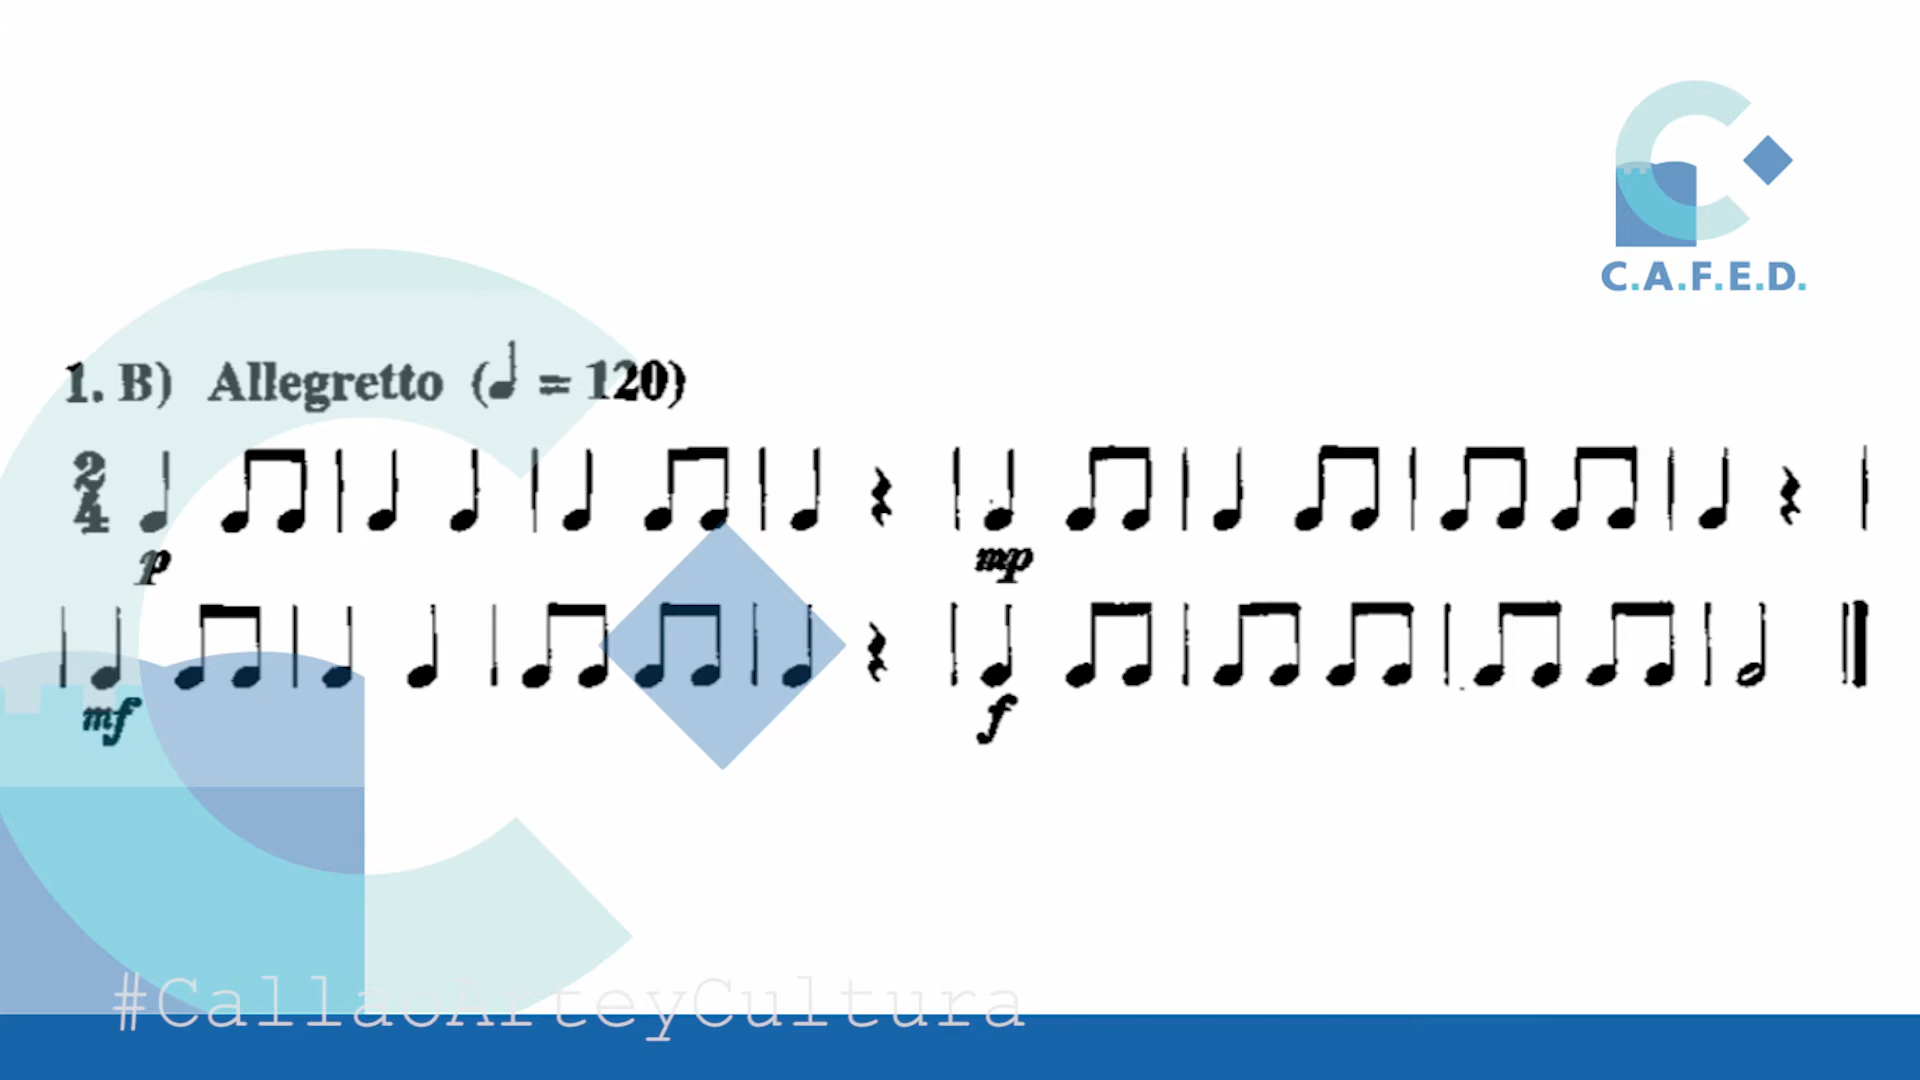 C.A.F.E.D.
1. B) Allegretto (♩ = 120)
2
4
p
mp
mf
f
#CallaoArteyCultura